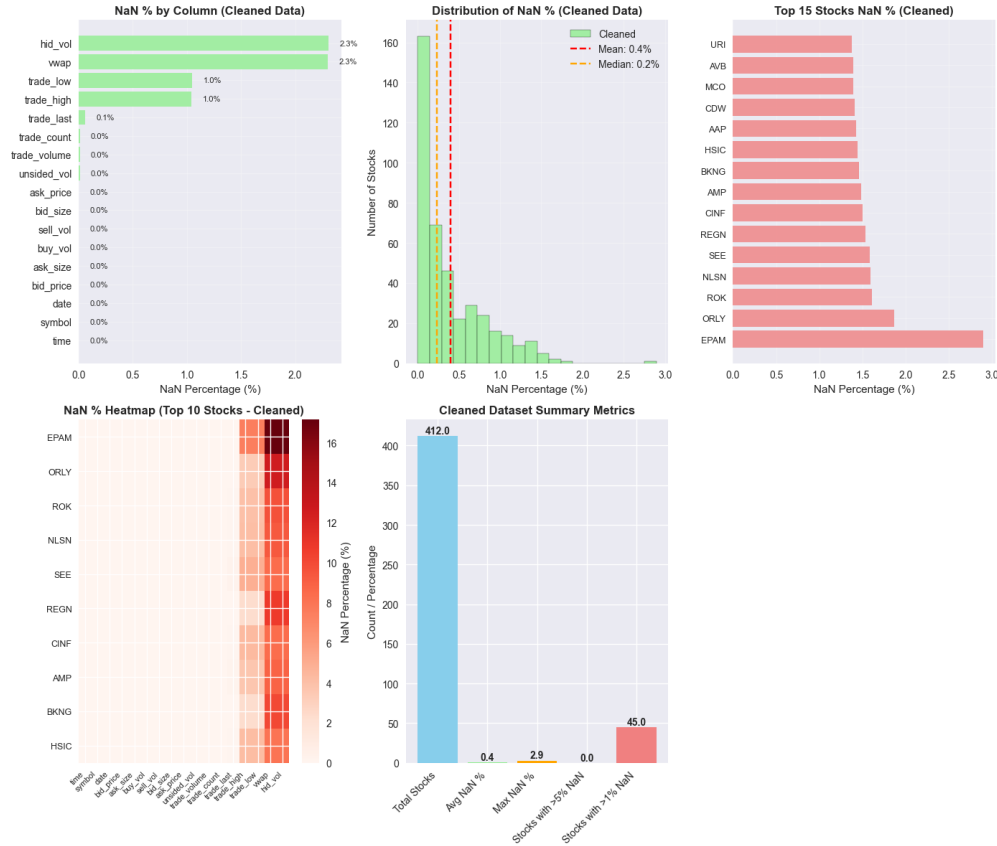 NaN % by Column (Cleaned Data)
hid_vol
vwap
trade_low
trade_high
trade_last
trade_count
trade_volume
unsided_vol
ask_price
bid_size
sell_vol
buy_vol
ask_size
bid_price
date
symbol
time
2.3%
2.3%
1.0%
1.0%
0.1%
0.0%
0.0%
0.0%
0.0%
0.0%
0.0%
0.0%
0.0%
0.0%
0.0%
0.0%
0.0%
0.0 0.5 1.0 1.5 2.0
NaN Percentage (%)
Distribution of NaN % (Cleaned Data)
Cleaned
Mean: 0.4%
Median: 0.2%
Number of Stocks
160
140
120
100
80
60
40
20
0
0.0 0.5 1.0 1.5 2.0 2.5 3.0
NaN Percentage (%)
Top 15 Stocks NaN % (Cleaned)
URI
AVB
MCO
CDW
AAP
HSIC
BKNG
AMP
CINF
REGN
SEE
NLSN
ROK
ORLY
EPAM
0.0 0.5 1.0 1.5 2.0 2.5 3.0
NaN Percentage (%)
NaN % Heatmap (Top 10 Stocks - Cleaned)
EPAM
ORLY
ROK
NLSN
SEE
REGN
CINF
AMP
BKNG
HSIC
time
symbol
date
bid_price
ask_size
buy_vol
sell_vol
bid_size
ask_price
unsided_vol
trade_volume
trade_count
trade_last
trade_high
trade_low
vwap
hid_vol
16
14
12
10
8
6
4
2
0
NaN Percentage (%)
Cleaned Dataset Summary Metrics
Count / Percentage
400
350
300
250
200
150
100
50
0
412.0
0.4
2.9
0.0
45.0
Total Stocks
Avg NaN %
Max NaN %
Stocks with >5% NaN
Stocks with >1% NaN